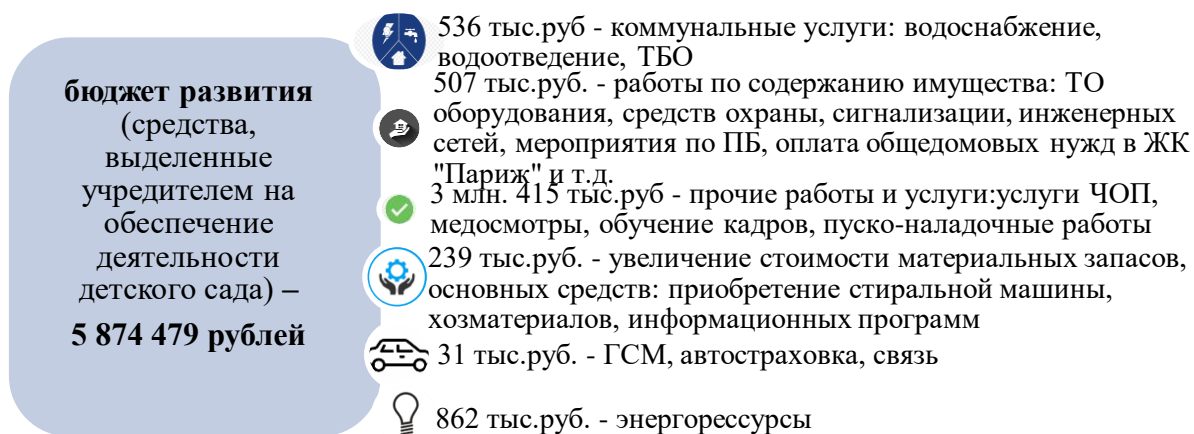 бюджет развития
(средства,
выделенные
учредителем на
обеспечение
деятельности
детского сада) –
5 874 479 рублей
536 тыс.руб - коммунальные услуги: водоснабжение,
водоотведение, ТБО
507 тыс.руб. - работы по содержанию имущества: ТО
оборудования, средств охраны, сигнализации, инженерных
сетей, мероприятия по ПБ, оплата общедомовых нужд в ЖК
"Париж" и т.д.
3 млн. 415 тыс.руб - прочие работы и услуги:услуги ЧОП,
медосмотры, обучение кадров, пуско-наладочные работы
239 тыс.руб. - увеличение стоимости материальных запасов,
основных средств: приобретение стиральной машины,
хозматериалов, информационных программ
31 тыс.руб. - ГСМ, автостраховка, связь
862 тыс.руб. - энергорессурсы